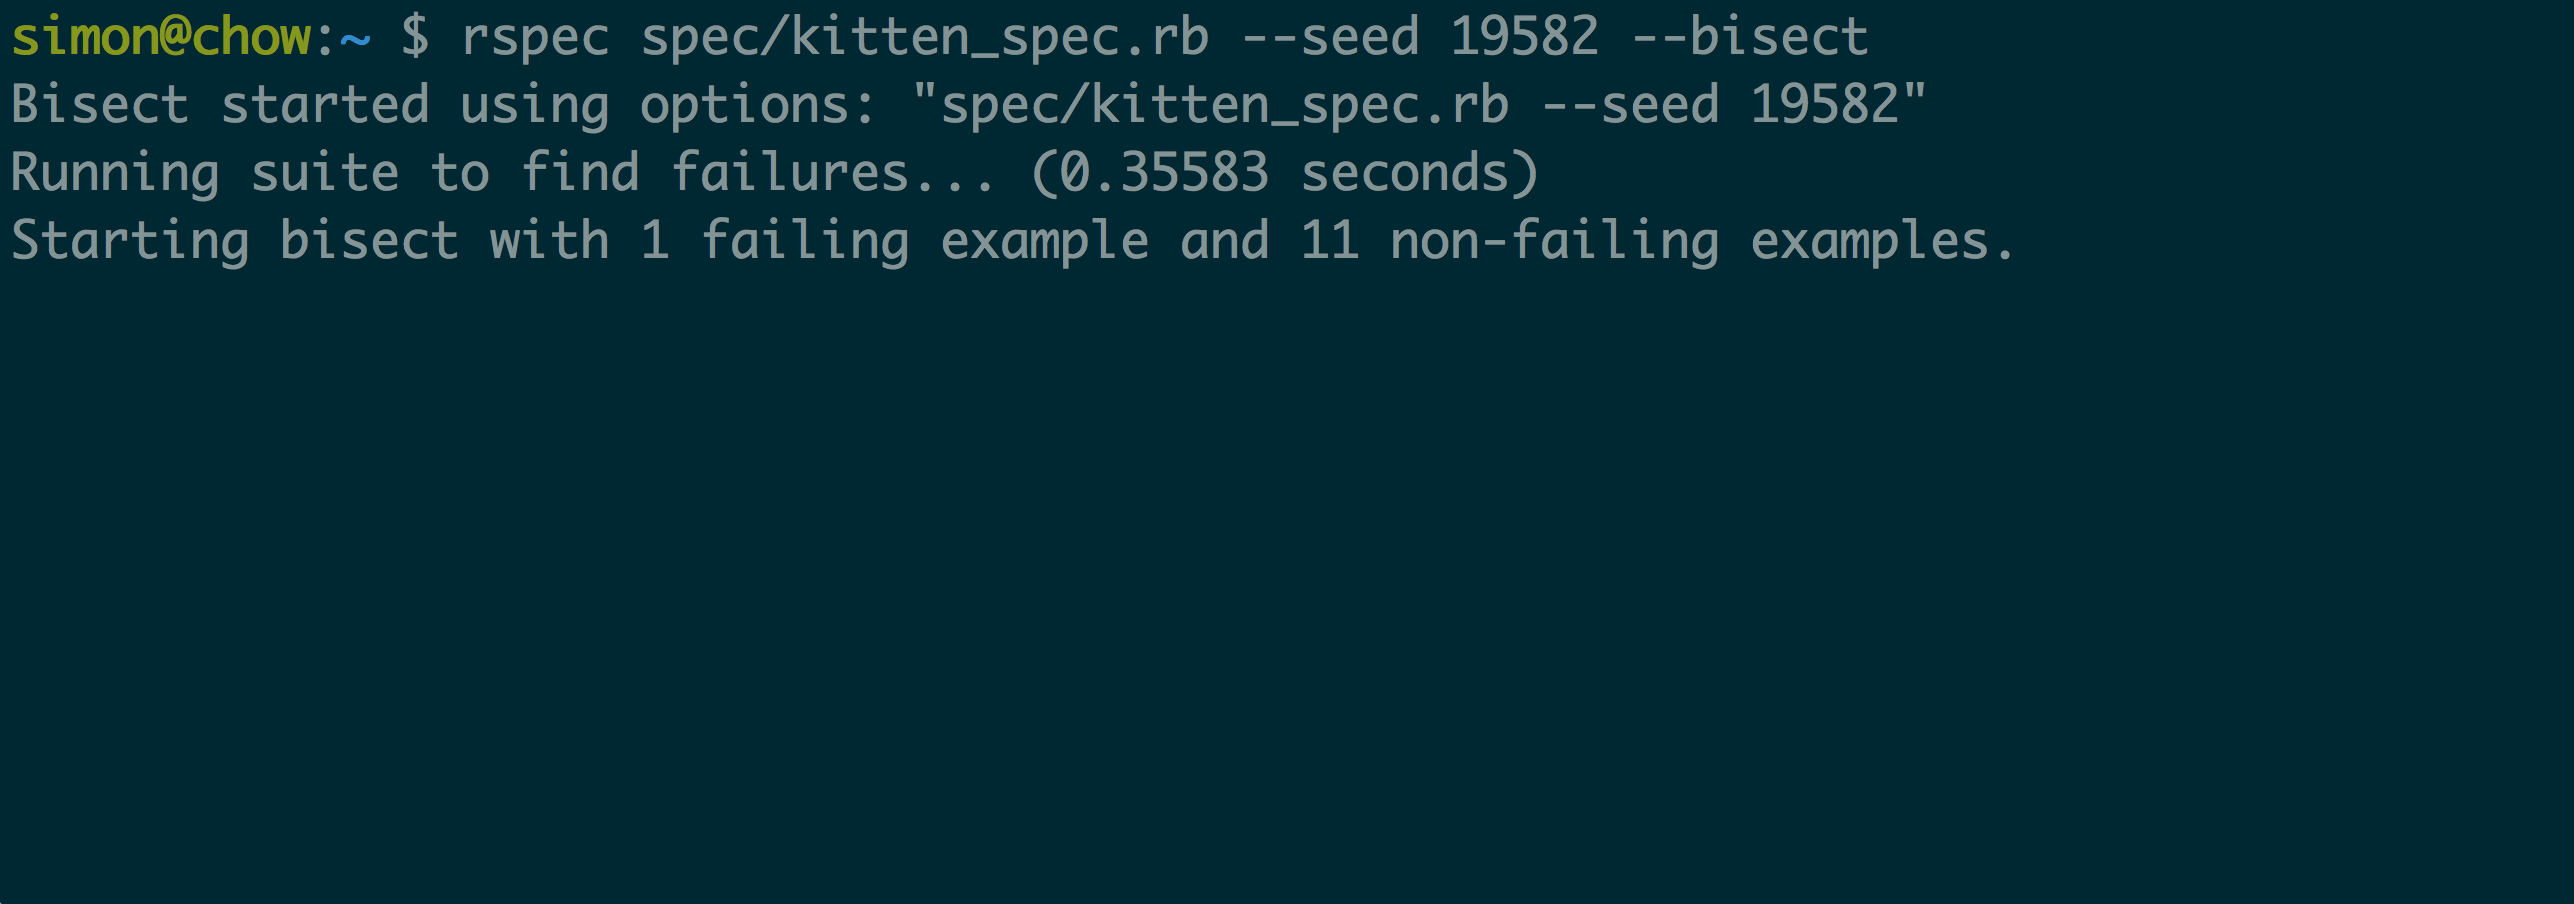 simon@chow:~ $ rspec spec/kitten_spec.rb --seed 19582 --bisect
Bisect started using options: "spec/kitten_spec.rb --seed 19582"
Running suite to find failures... (0.35583 seconds)
Starting bisect with 1 failing example and 11 non-failing examples.